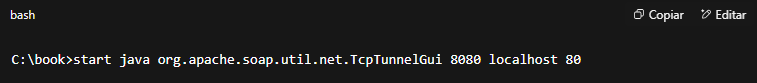 bash
Copiar
Editar
C:\book>start java org.apache.soap.util.net.TcpTunnelGui 8080 localhost 80